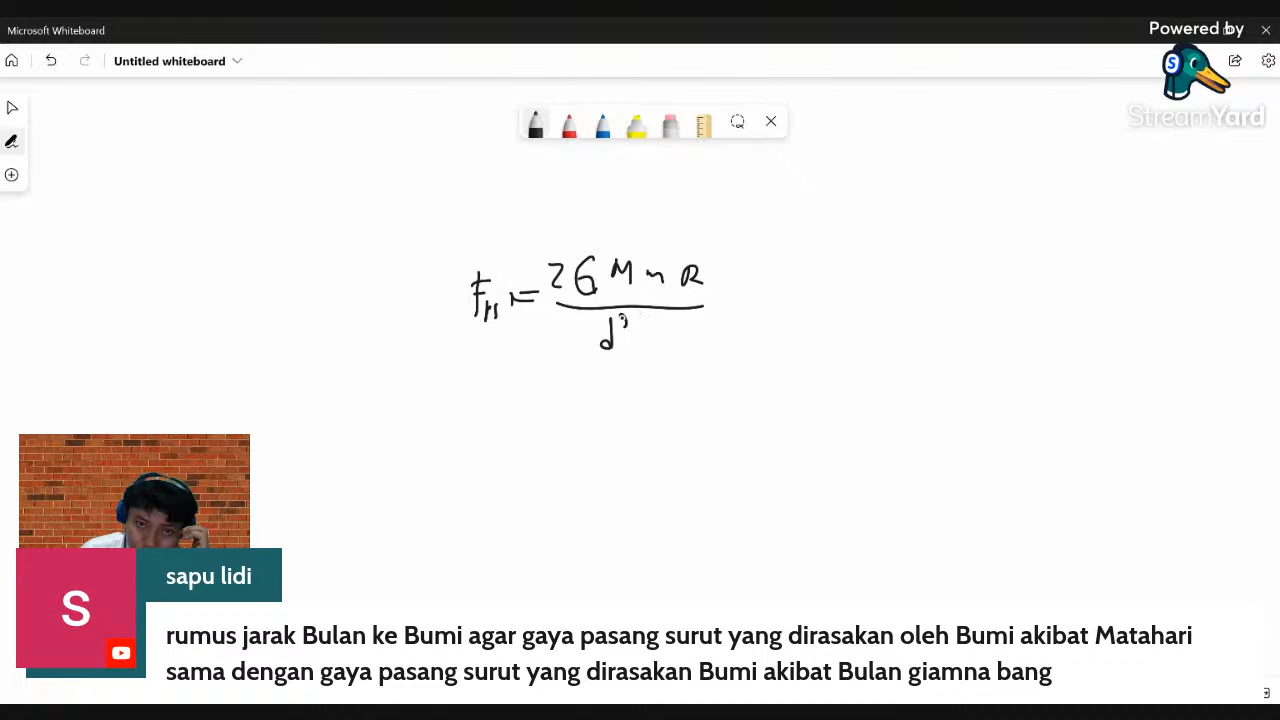 Microsoft Whiteboard
Powered by
Untitled whiteboard
S
StreamYard
2GMmR
=
d³
S
sapu lidi
rumus jarak Bulan ke Bumi agar gaya pasang surut yang dirasakan oleh Bumi akibat Matahari
sama dengan gaya pasang surut yang dirasakan Bumi akibat Bulan giamna bang